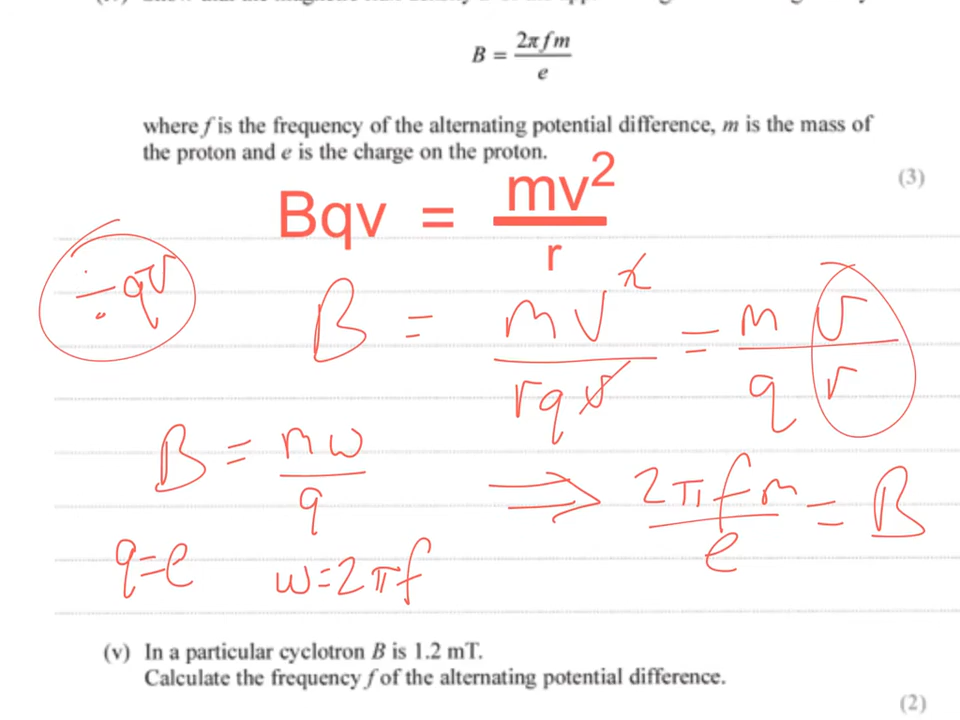 B = 2πfm / e
where f is the frequency of the alternating potential difference, m is the mass of
the proton and e is the charge on the proton.
(3)
Bqv = mv² / r
÷qv
B = mv² / rqv = m v / q r
B = mω / q ⇒ 2πfm / e = B
q=e ω=2πf
(v) In a particular cyclotron B is 1.2 mT.
Calculate the frequency f of the alternating potential difference.
(2)